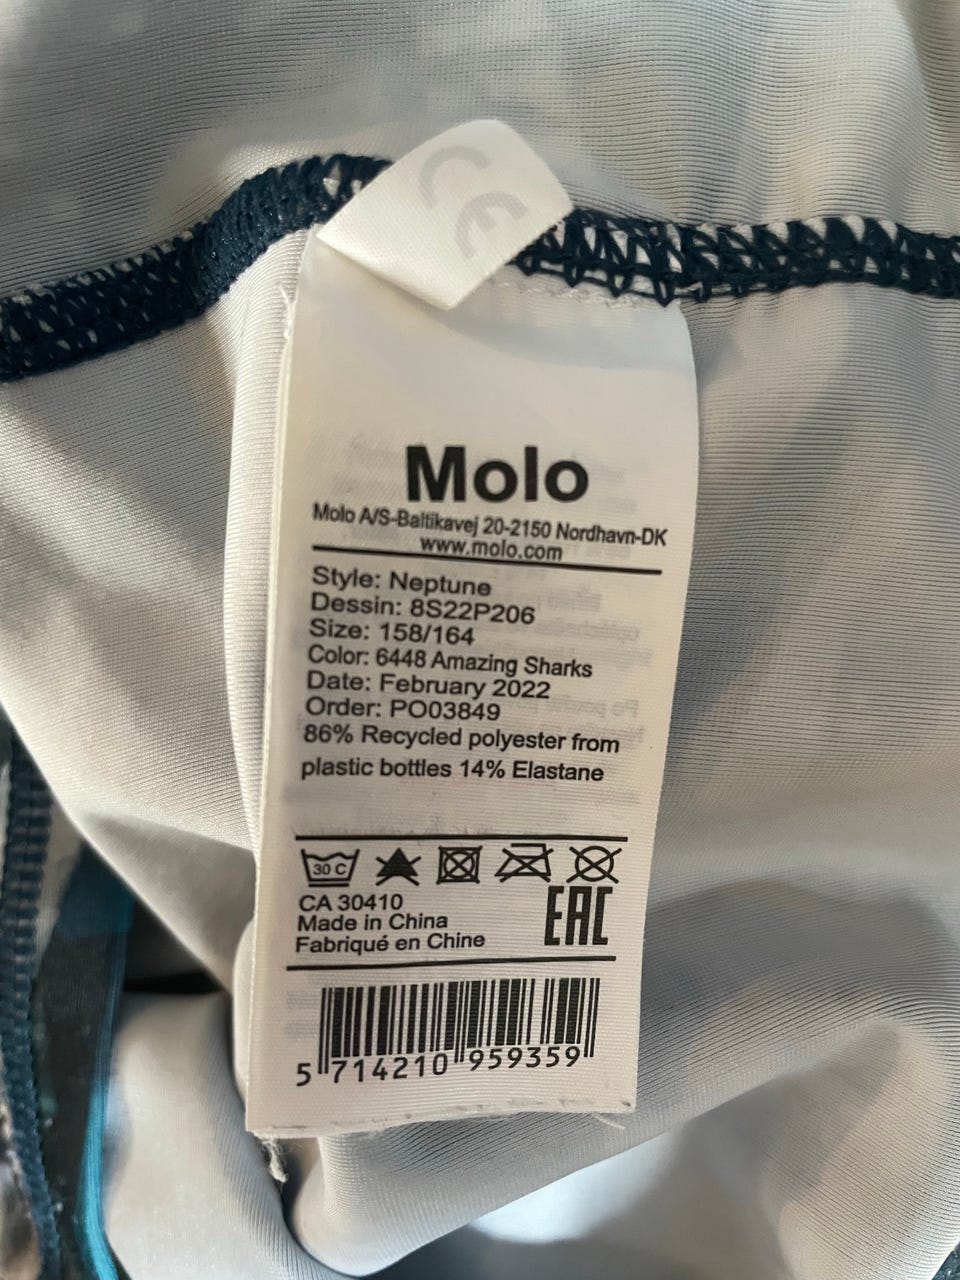 CE
Molo
Molo A/S-Baltikavej 20-2150 Nordhavn-DK
www.molo.com
Style: Neptune
Dessin: 8S22P206
Size: 158/164
Color: 6448 Amazing Sharks
Date: February 2022
Order: PO03849
86% Recycled polyester from
plastic bottles 14% Elastane
30 C
CA 30410
Made in China
Fabriqué en Chine
EAC
5 714210 959359